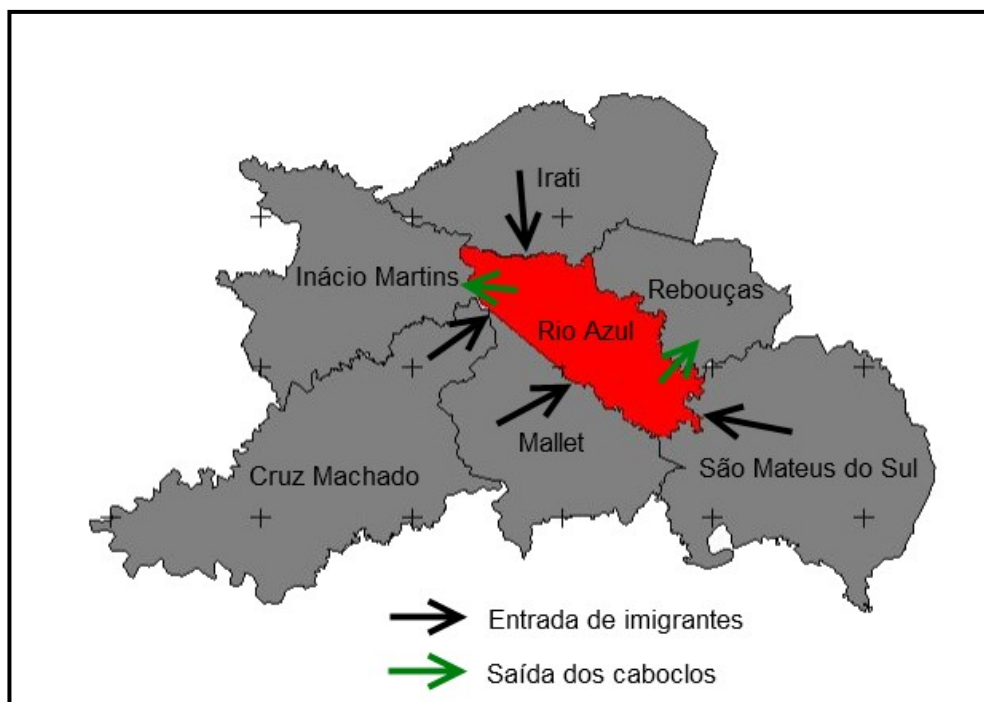 Irati
Inácio Martins
Rebouças
Rio Azul
Mallet
São Mateus do Sul
Cruz Machado
Entrada de imigrantes
Saída dos caboclos